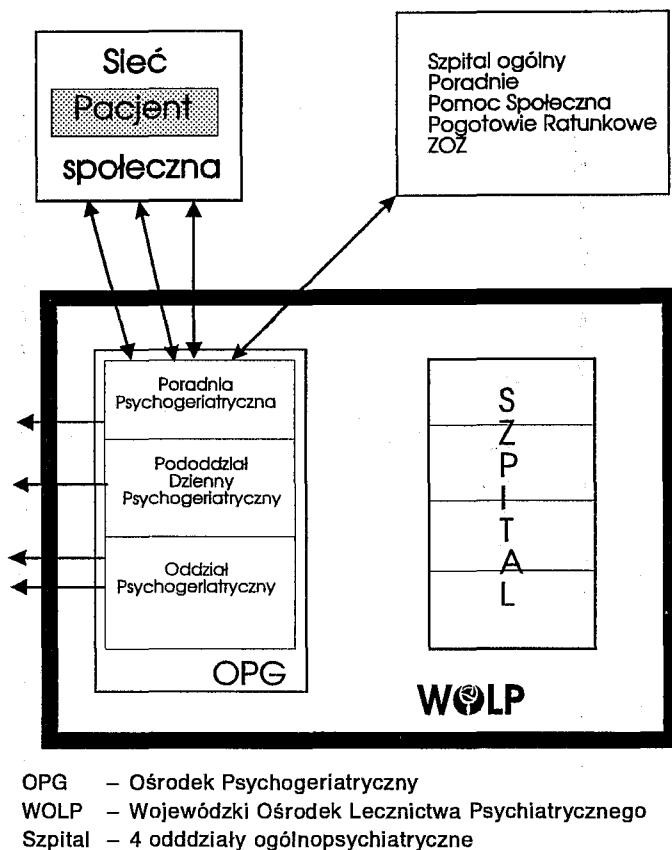 Sieć
Pacjent
społeczna
Szpital ogólny
Poradnie
Pomoc Społeczna
Pogotowie Ratunkowe
ZOZ
Poradnia
Psychogeriatryczna
Pododdział
Dzienny
Psychogeriatryczny
Oddział
Psychogeriatryczny
OPG
SZPITAL
WOLP
OPG – Ośrodek Psychogeriatryczny
WOLP – Wojewódzki Ośrodek Lecznictwa Psychiatrycznego
Szpital – 4 odddziały ogólnopsychiatryczne